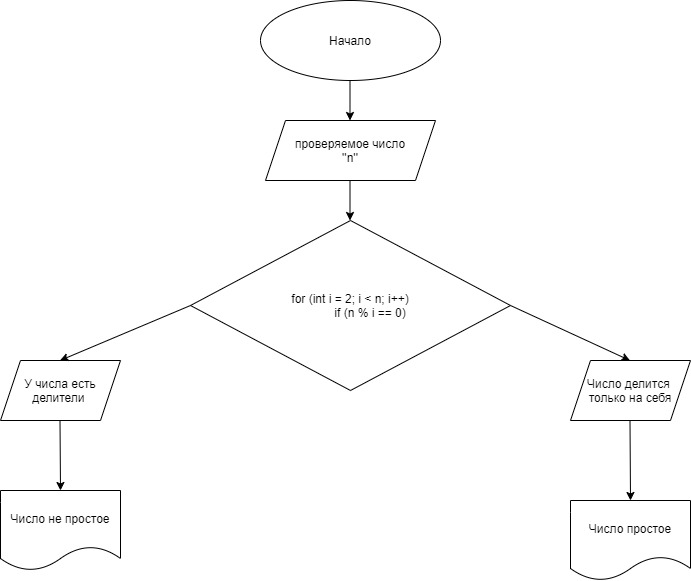 Начало
проверяемое число
"n"
for (int i = 2; i < n; i++)
if (n % i == 0)
У числа есть
делители
Число делится
только на себя
Число не простое
Число простое